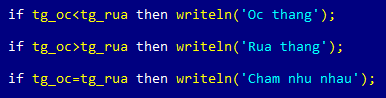 if tg_oc<tg_rua then writeln('Oc thang');
if tg_oc>tg_rua then writeln('Rua thang');
if tg_oc=tg_rua then writeln('Cham nhu nhau');